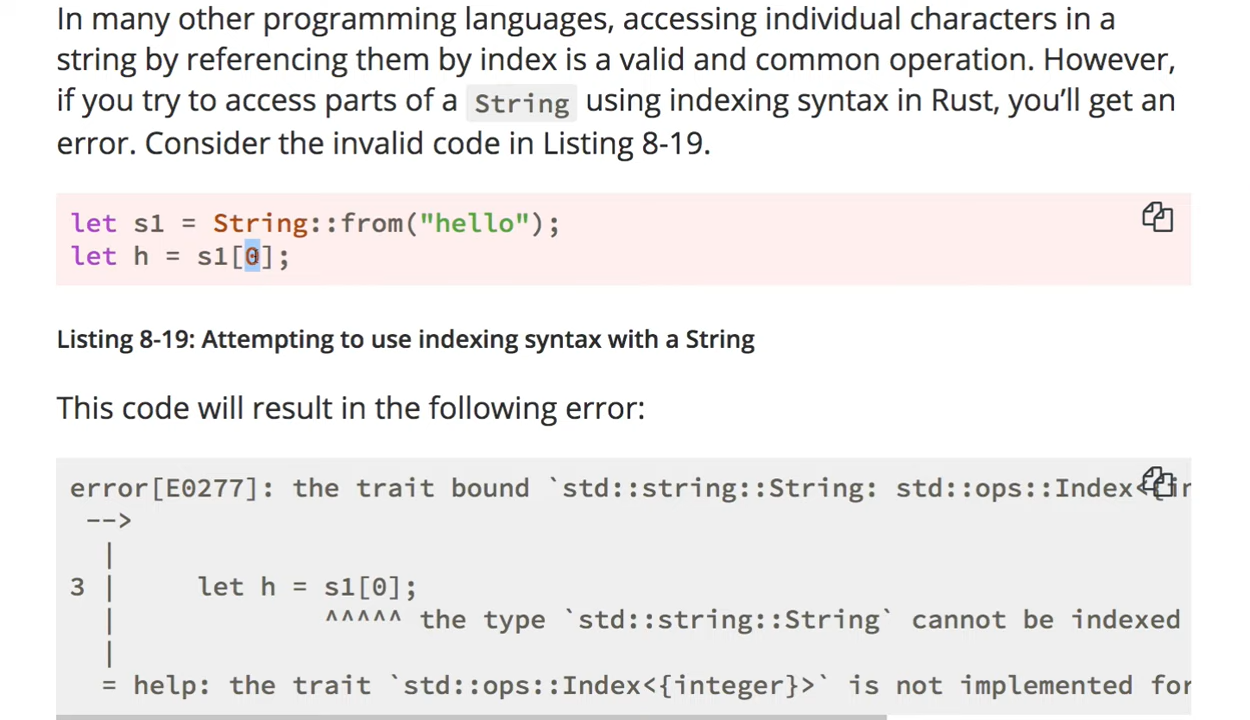 In many other programming languages, accessing individual characters in a
string by referencing them by index is a valid and common operation. However,
if you try to access parts of a String using indexing syntax in Rust, you’ll get an
error. Consider the invalid code in Listing 8-19.
let s1 = String::from("hello");
let h = s1[0];
Listing 8-19: Attempting to use indexing syntax with a String
This code will result in the following error:
error[E0277]: the trait bound `std::string::String: std::ops::Index<{in
-->
|
3 |     let h = s1[0];
|             ^^^^^ the type `std::string::String` cannot be indexed
|
= help: the trait `std::ops::Index<{integer}>` is not implemented for